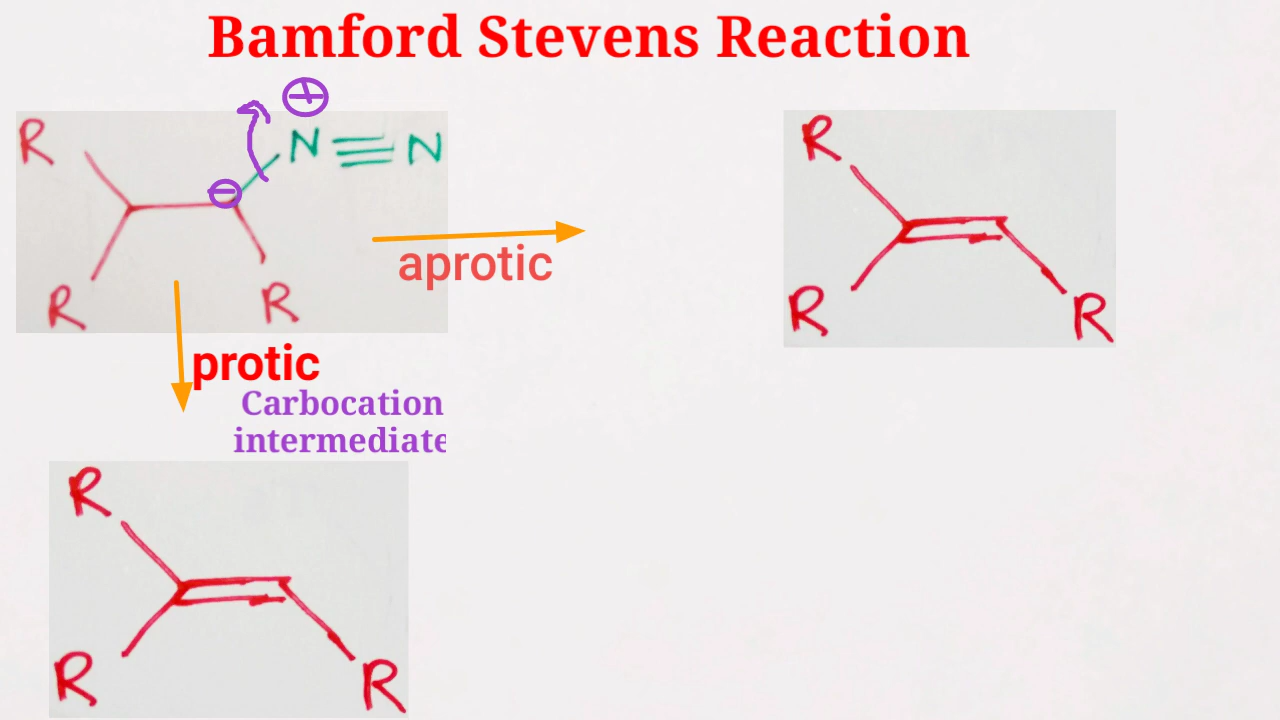 Bamford Stevens Reaction
⊕
R N≡N
⊖
aprotic
R R
protic
Carbocation
intermediate
R
R R
R
R R